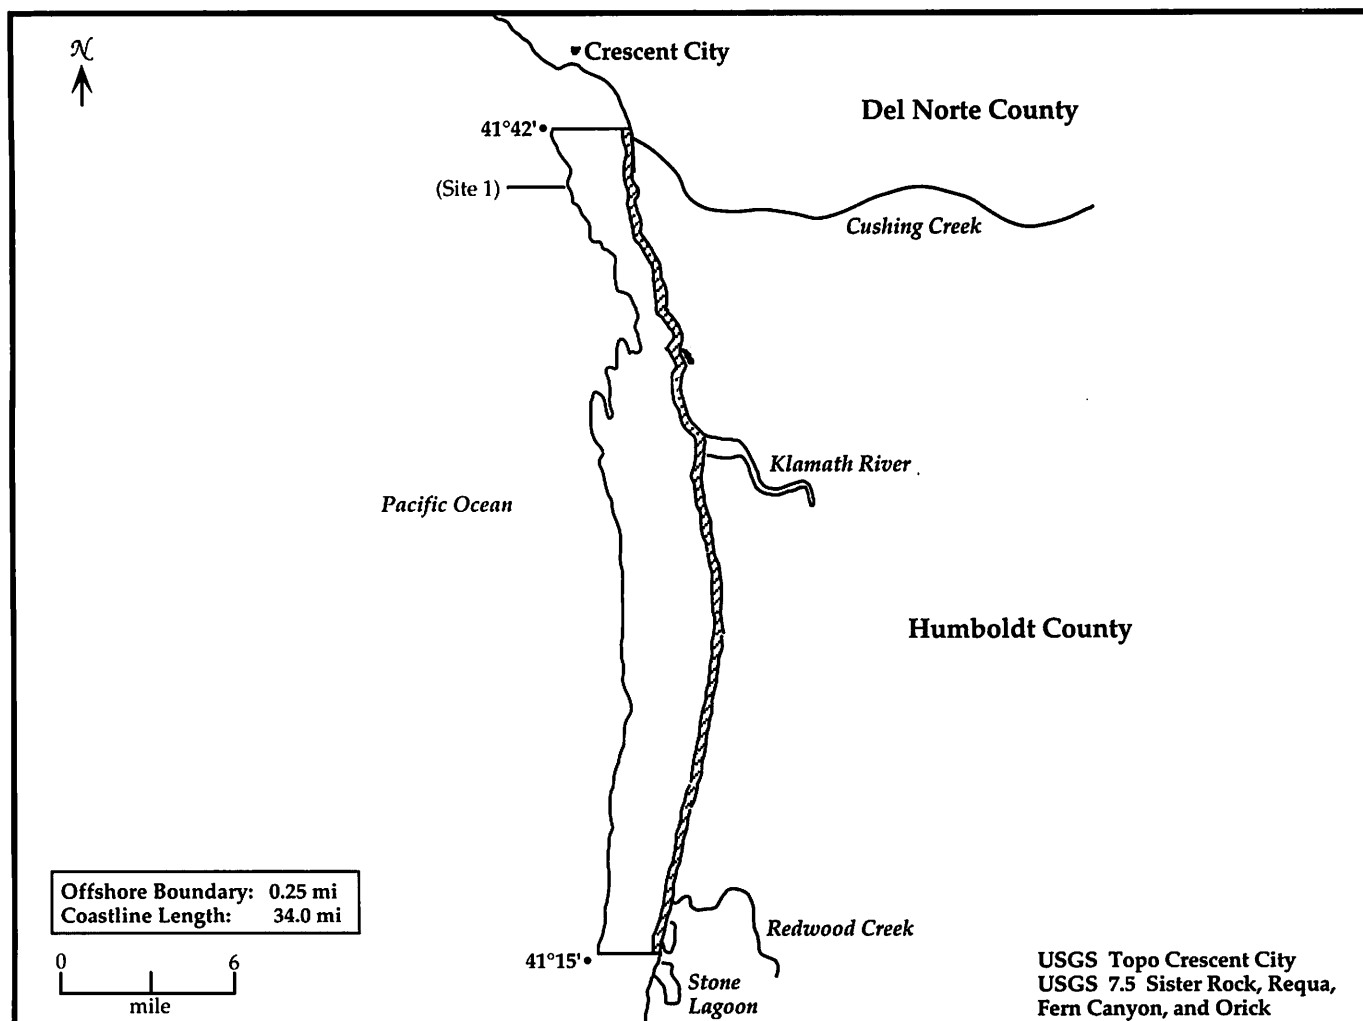 N
Crescent City
Del Norte County
41°42'
(Site 1)
Cushing Creek
Klamath River
Pacific Ocean
Humboldt County
Offshore Boundary: 0.25 mi
Coastline Length: 34.0 mi
Redwood Creek
41°15'
0 6
mile
Stone
Lagoon
USGS Topo Crescent City
USGS 7.5 Sister Rock, Requa,
Fern Canyon, and Orick